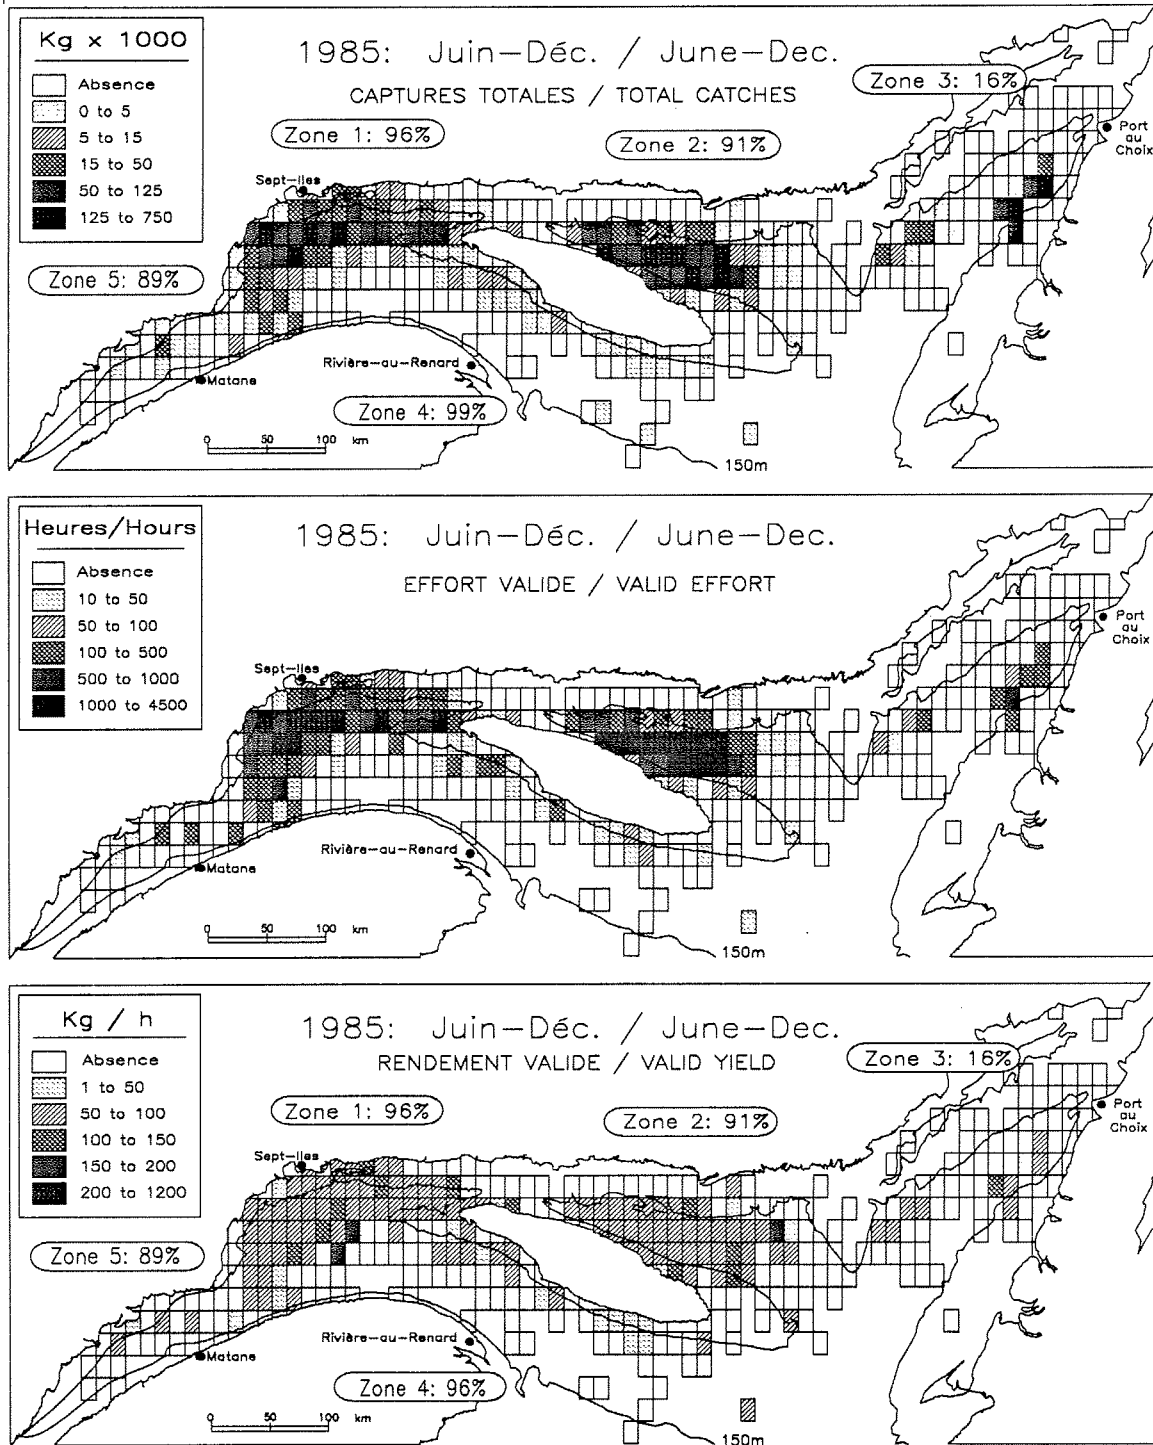 Kg x 1000
Absence
0 to 5
5 to 15
15 to 50
50 to 125
125 to 750
1985: Juin-Déc. / June-Dec.
CAPTURES TOTALES / TOTAL CATCHES
Zone 3: 16%
Zone 1: 96%
Zone 2: 91%
Port
au
Choix
Sept-Iles
Zone 5: 89%
Rivière-au-Renard
Matane
Zone 4: 99%
0 50 100 km
150m
Heures/Hours
Absence
10 to 50
50 to 100
100 to 500
500 to 1000
1000 to 4500
1985: Juin-Déc. / June-Dec.
EFFORT VALIDE / VALID EFFORT
Port
au
Choix
Sept-Iles
Rivière-au-Renard
Matane
0 50 100 km
150m
Kg / h
Absence
1 to 50
50 to 100
100 to 150
150 to 200
200 to 1200
1985: Juin-Déc. / June-Dec.
RENDEMENT VALIDE / VALID YIELD
Zone 3: 16%
Zone 1: 96%
Zone 2: 91%
Port
au
Choix
Sept-Iles
Zone 5: 89%
Rivière-au-Renard
Matane
Zone 4: 96%
0 50 100 km
150m